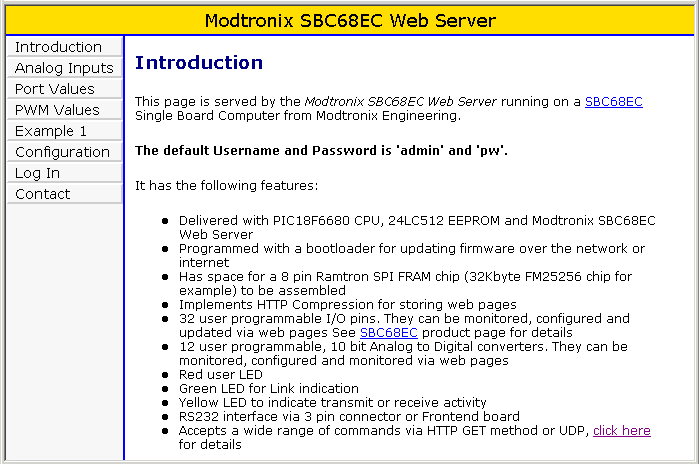 Modtronix SBC68EC Web Server
Introduction
Analog Inputs
Port Values
PWM Values
Example 1
Configuration
Log In
Contact
Introduction
This page is served by the Modtronix SBC68EC Web Server running on a SBC68EC
Single Board Computer from Modtronix Engineering.
The default Username and Password is 'admin' and 'pw'.
It has the following features:
• Delivered with PIC18F6680 CPU, 24LC512 EEPROM and Modtronix SBC68EC
Web Server
• Programmed with a bootloader for updating firmware over the network or
internet
• Has space for a 8 pin Ramtron SPI FRAM chip (32Kbyte FM25256 chip for
example) to be assembled
• Implements HTTP Compression for storing web pages
• 32 user programmable I/O pins. They can be monitored, configured and
updated via web pages See SBC68EC product page for details
• 12 user programmable, 10 bit Analog to Digital converters. They can be
monitored, configured and monitored via web pages
• Red user LED
• Green LED for Link indication
• Yellow LED to indicate transmit or receive activity
• RS232 interface via 3 pin connector or Frontend board
• Accepts a wide range of commands via HTTP GET method or UDP, click here
for details